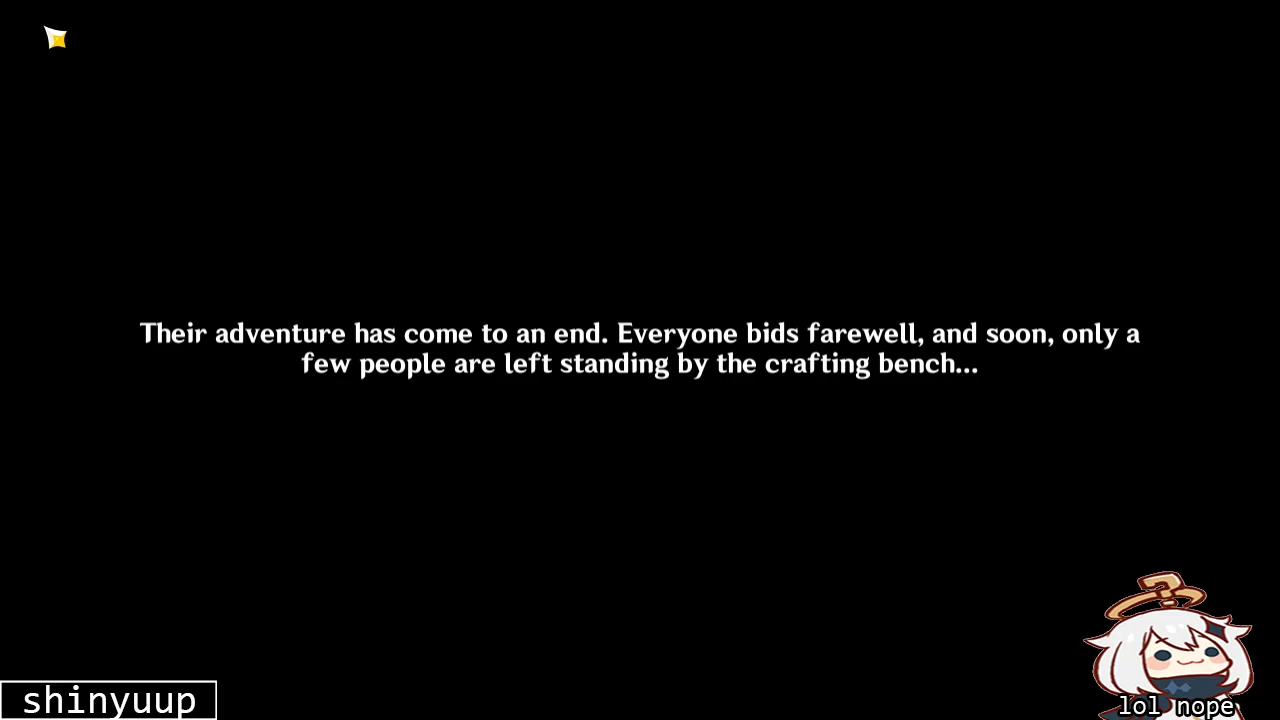 Their adventure has come to an end. Everyone bids farewell, and soon, only a
few people are left standing by the crafting bench...
shinyuup
lol nope